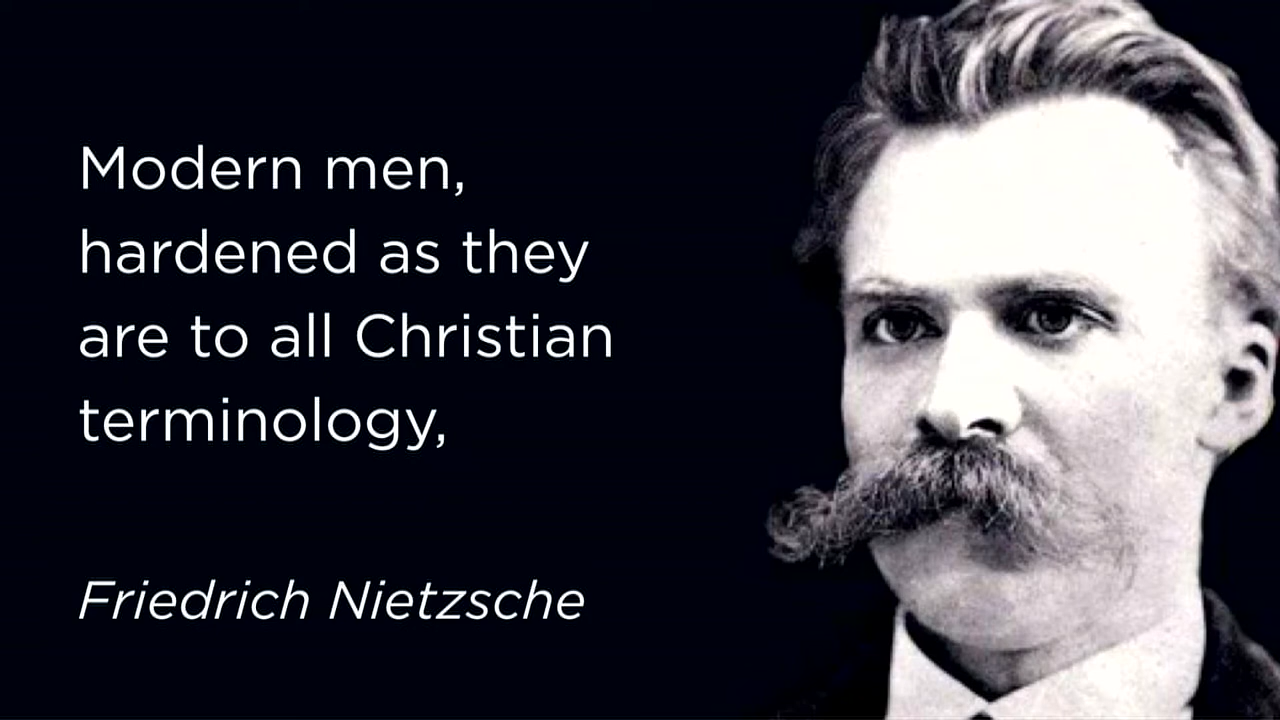 Modern men,
hardened as they
are to all Christian
terminology,
Friedrich Nietzsche